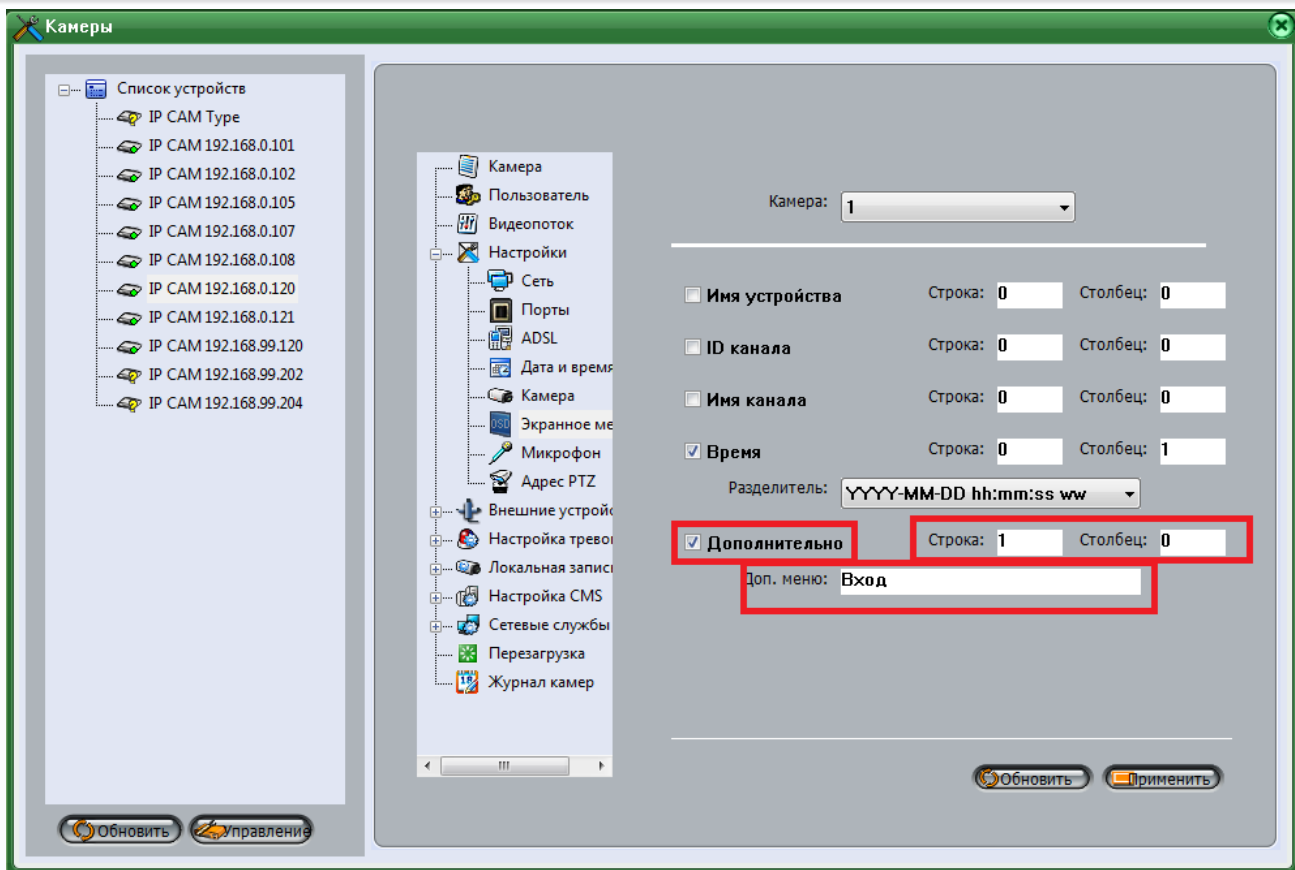 Камеры
Список устройств
IP CAM Type
IP CAM 192.168.0.101
IP CAM 192.168.0.102
IP CAM 192.168.0.105
IP CAM 192.168.0.107
IP CAM 192.168.0.108
IP CAM 192.168.0.120
IP CAM 192.168.0.121
IP CAM 192.168.99.120
IP CAM 192.168.99.202
IP CAM 192.168.99.204
Обновить Управление
Камера
Пользователь
Видеопоток
Настройки
Сеть
Порты
ADSL
Дата и время
Камера
OSD Экранное ме
Микрофон
Адрес PTZ
Внешние устройс
Настройка тревог
Локальная запись
Настройка CMS
Сетевые службы
Перезагрузка
Журнал камер
Камера: 1
Имя устройства Строка: 0 Столбец: 0
ID канала Строка: 0 Столбец: 0
Имя канала Строка: 0 Столбец: 0
Время Строка: 0 Столбец: 1
Разделитель: YYYY-MM-DD hh:mm:ss ww
Дополнительно Строка: 1 Столбец: 0
Доп. меню: Вход
Обновить Применить